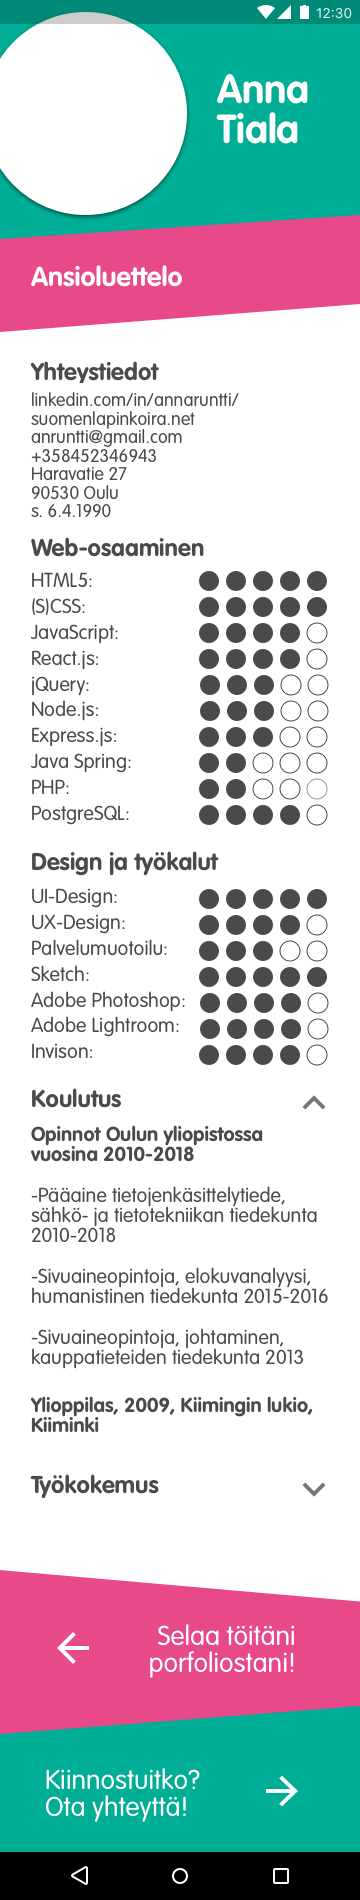 12:30
Anna
Tiala
Ansioluettelo
Yhteystiedot
linkedin.com/in/annaruntti/
suomenlapinkoira.net
anruntti@gmail.com
+358452346943
Haravatie 27
90530 Oulu
s. 6.4.1990
Web-osaaminen
HTML5:
(S)CSS:
JavaScript:
React.js:
jQuery:
Node.js:
Express.js:
Java Spring:
PHP:
PostgreSQL:
Design ja työkalut
UI-Design:
UX-Design:
Palvelumuotoilu:
Sketch:
Adobe Photoshop:
Adobe Lightroom:
Invison:
Koulutus
Opinnot Oulun yliopistossa
vuosina 2010-2018
-Pääaine tietojenkäsittelytiede,
sähkö- ja tietotekniikan tiedekunta
2010-2018
-Sivuaineopintoja, elokuvanalyysi,
humanistinen tiedekunta 2015-2016
-Sivuaineopintoja, johtaminen,
kauppatieteiden tiedekunta 2013
Ylioppilas, 2009, Kiimingin lukio,
Kiiminki
Työkokemus
Selaa töitäni
porfoliostani!
Kiinnostuitko?
Ota yhteyttä!